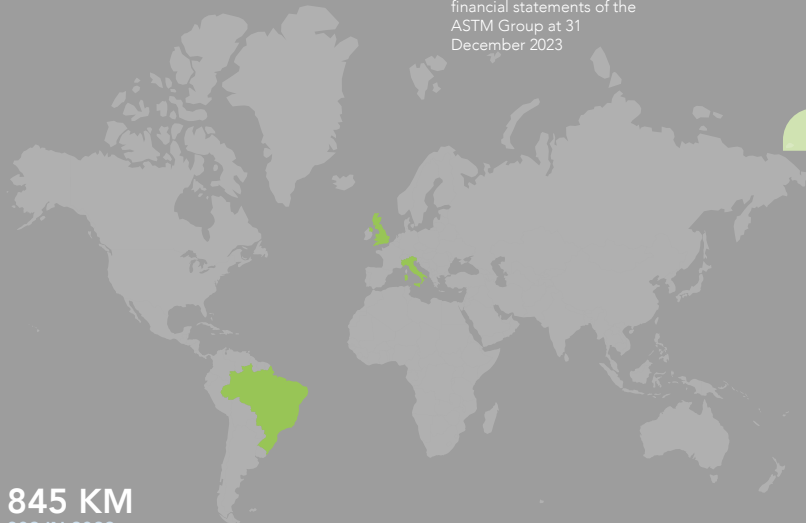 financial statements of the
ASTM Group at 31
December 2023
845 KM